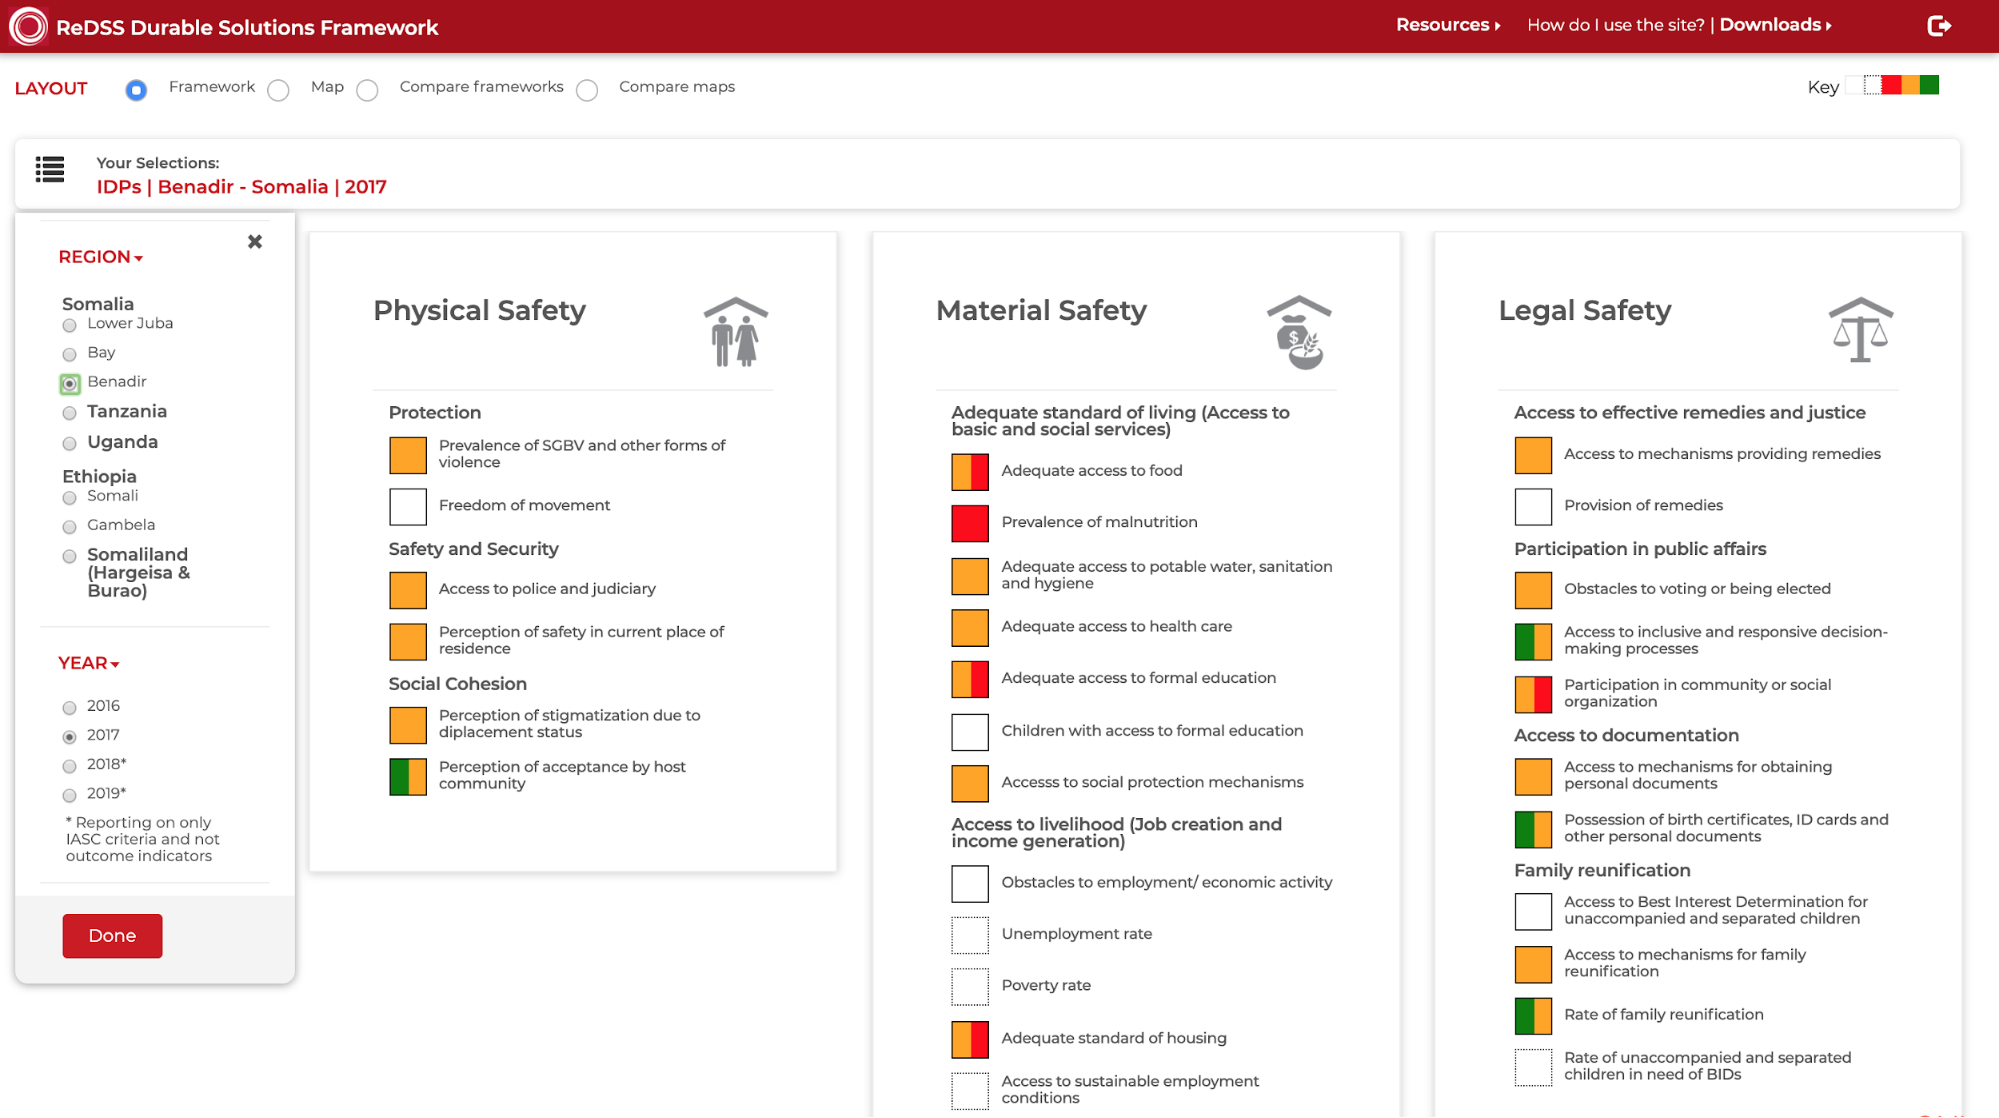 ReDSS Durable Solutions Framework
Resources
How do I use the site? | Downloads
LAYOUT
Framework
Map
Compare frameworks
Compare maps
Key
Your Selections:
IDPs | Benadir - Somalia | 2017
REGION
Somalia
Lower Juba
Bay
Benadir
Tanzania
Uganda
Ethiopia
Somali
Gambela
Somaliland
(Hargeisa &
Burao)
YEAR
2016
2017
2018*
2019*
* Reporting on only
IASC criteria and not
outcome indicators
Done
Physical Safety
Protection
Prevalence of SGBV and other forms of
violence
Freedom of movement
Safety and Security
Access to police and judiciary
Perception of safety in current place of
residence
Social Cohesion
Perception of stigmatization due to
diplacement status
Perception of acceptance by host
community
Material Safety
Adequate standard of living (Access to
basic and social services)
Adequate access to food
Prevalence of malnutrition
Adequate access to potable water, sanitation
and hygiene
Adequate access to health care
Adequate access to formal education
Children with access to formal education
Accesss to social protection mechanisms
Access to livelihood (Job creation and
income generation)
Obstacles to employment/ economic activity
Unemployment rate
Poverty rate
Adequate standard of housing
Access to sustainable employment
conditions
Legal Safety
Access to effective remedies and justice
Access to mechanisms providing remedies
Provision of remedies
Participation in public affairs
Obstacles to voting or being elected
Access to inclusive and responsive decision-
making processes
Participation in community or social
organization
Access to documentation
Access to mechanisms for obtaining
personal documents
Possession of birth certificates, ID cards and
other personal documents
Family reunification
Access to Best Interest Determination for
unaccompanied and separated children
Access to mechanisms for family
reunification
Rate of family reunification
Rate of unaccompanied and separated
children in need of BIDs